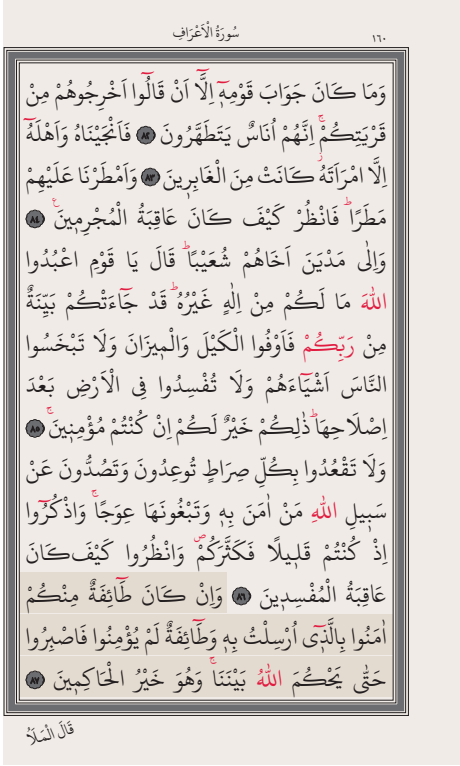 سُورَةُ الْاَعْرَافِ
١٦٠
وَمَا كَانَ جَوَابَ قَوْمِه۪ٓ اِلَّٓا اَنْ قَالُٓوا اَخْرِجُوهُمْ مِنْ
قَرْيَتِكُمْۚ اِنَّهُمْ اُنَاسٌ يَتَطَهَّرُونَ ﴿٨٢﴾ فَاَنْجَيْنَاهُ وَاَهْلَهُٓ
اِلَّا امْرَاَتَهُۘ كَانَتْ مِنَ الْغَابِر۪ينَ ﴿٨٣﴾ وَاَمْطَرْنَا عَلَيْهِمْ
مَطَرًاۜ فَانْظُرْ كَيْفَ كَانَ عَاقِبَةُ الْمُجْرِم۪ينَ۟ ﴿٨٤﴾
وَاِلٰى مَدْيَنَ اَخَاهُمْ شُعَيْبًاۜ قَالَ يَا قَوْمِ اعْبُدُوا
اللّٰهَ مَا لَكُمْ مِنْ اِلٰهٍ غَيْرُهُۜ قَدْ جَٓاءَتْكُمْ بَيِّنَةٌ
مِنْ رَبِّكُمْ فَاَوْفُوا الْكَيْلَ وَالْم۪يزَانَ وَلَا تَبْخَسُوا
النَّاسَ اَشْيَٓاءَهُمْ وَلَا تُفْسِدُوا فِي الْاَرْضِ بَعْدَ
اِصْلَاحِهَاۜ ذٰلِكُمْ خَيْرٌ لَكُمْ اِنْ كُنْتُمْ مُؤْمِن۪ينَۚ ﴿٨٥﴾
وَلَا تَقْعُدُوا بِكُلِّ صِرَاطٍ تُوعِدُونَ وَتَصُدُّونَ عَنْ
سَب۪يلِ اللّٰهِ مَنْ اٰمَنَ بِه۪ وَتَبْغُونَهَا عِوَجًاۚ وَاذْكُرُٓوا
اِذْ كُنْتُمْ قَل۪يلًا فَكَثَّرَكُمْۖ وَانْظُرُوا كَيْفَ كَانَ
عَاقِبَةُ الْمُفْسِد۪ينَ ﴿٨٦﴾ وَاِنْ كَانَ طَٓائِفَةٌ مِنْكُمْ
اٰمَنُوا بِالَّذ۪ٓي اُرْسِلْتُ بِه۪ وَطَٓائِفَةٌ لَمْ يُؤْمِنُوا فَاصْبِرُوا
حَتّٰى يَحْكُمَ اللّٰهُ بَيْنَنَاۚ وَهُوَ خَيْرُ الْحَاكِم۪ينَ ﴿٨٧﴾
قَالَ الْمَلَاُ